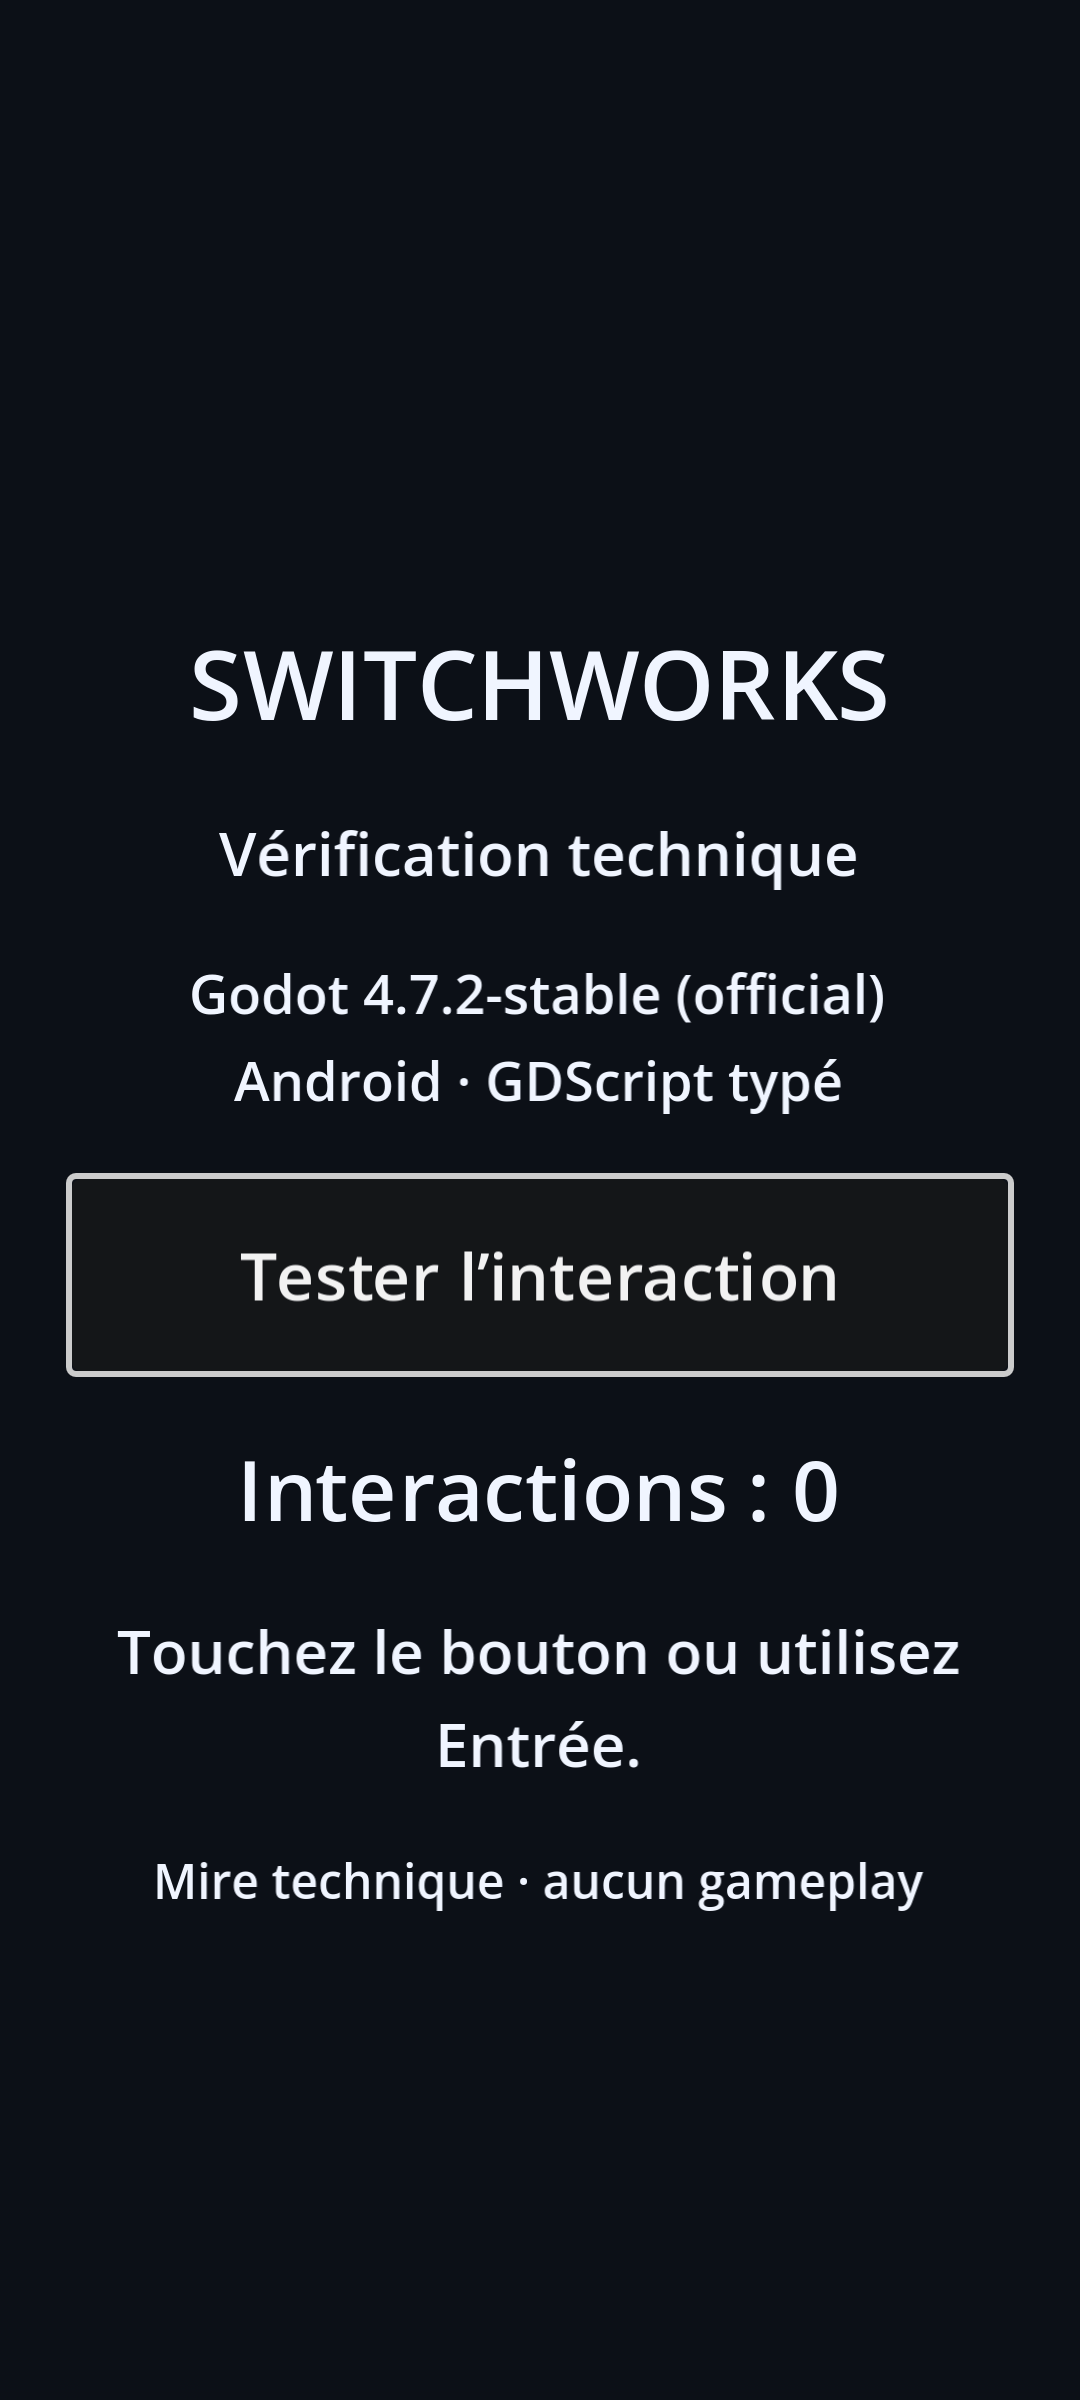 SWITCHWORKS
Vérification technique
Godot 4.7.2-stable (official)
Android · GDScript typé
Tester l’interaction
Interactions : 0
Touchez le bouton ou utilisez
Entrée.
Mire technique · aucun gameplay